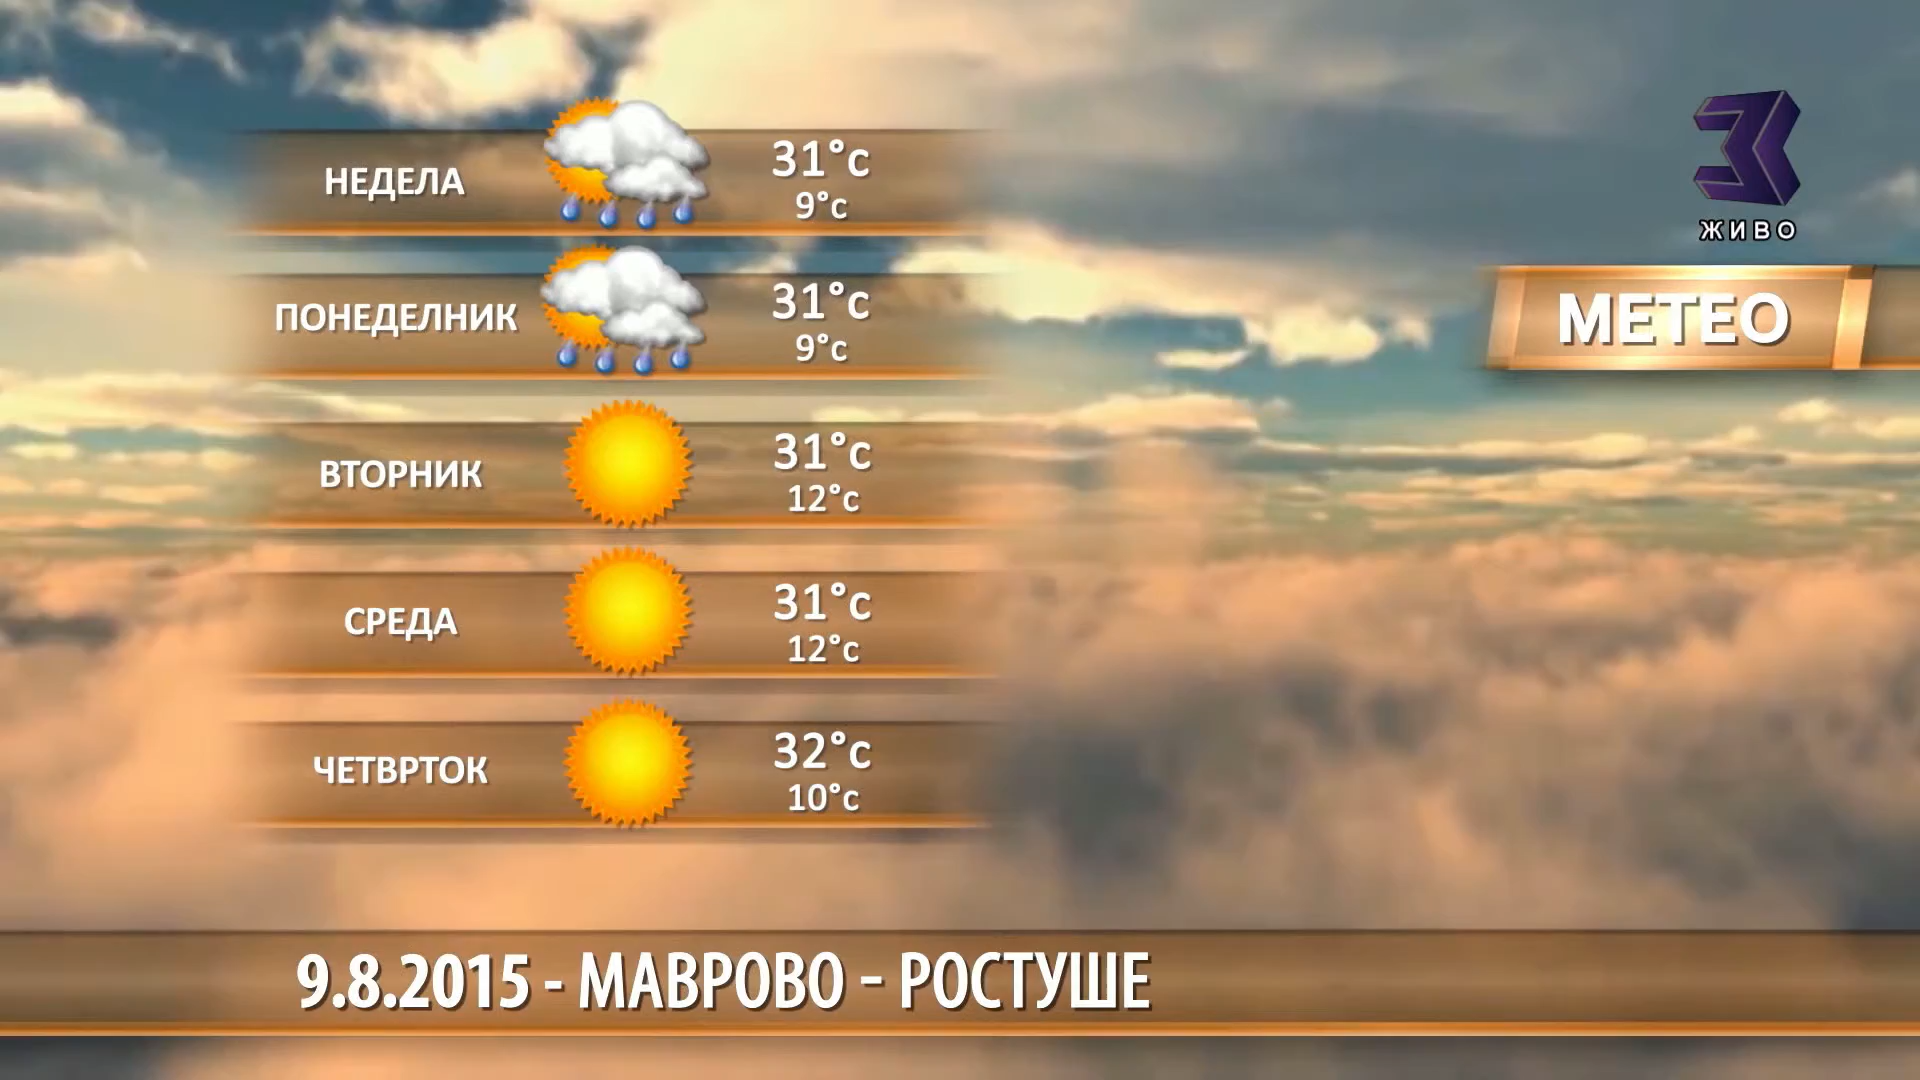 НЕДЕЛА
31°c
9°c
ПОНЕДЕЛНИК
31°c
9°c
ВТОРНИК
31°c
12°c
СРЕДА
31°c
12°c
ЧЕТВРТОК
32°c
10°c
ЖИВО
МЕТЕО
9.8.2015 - МАВРОВО - РОСТУШЕ